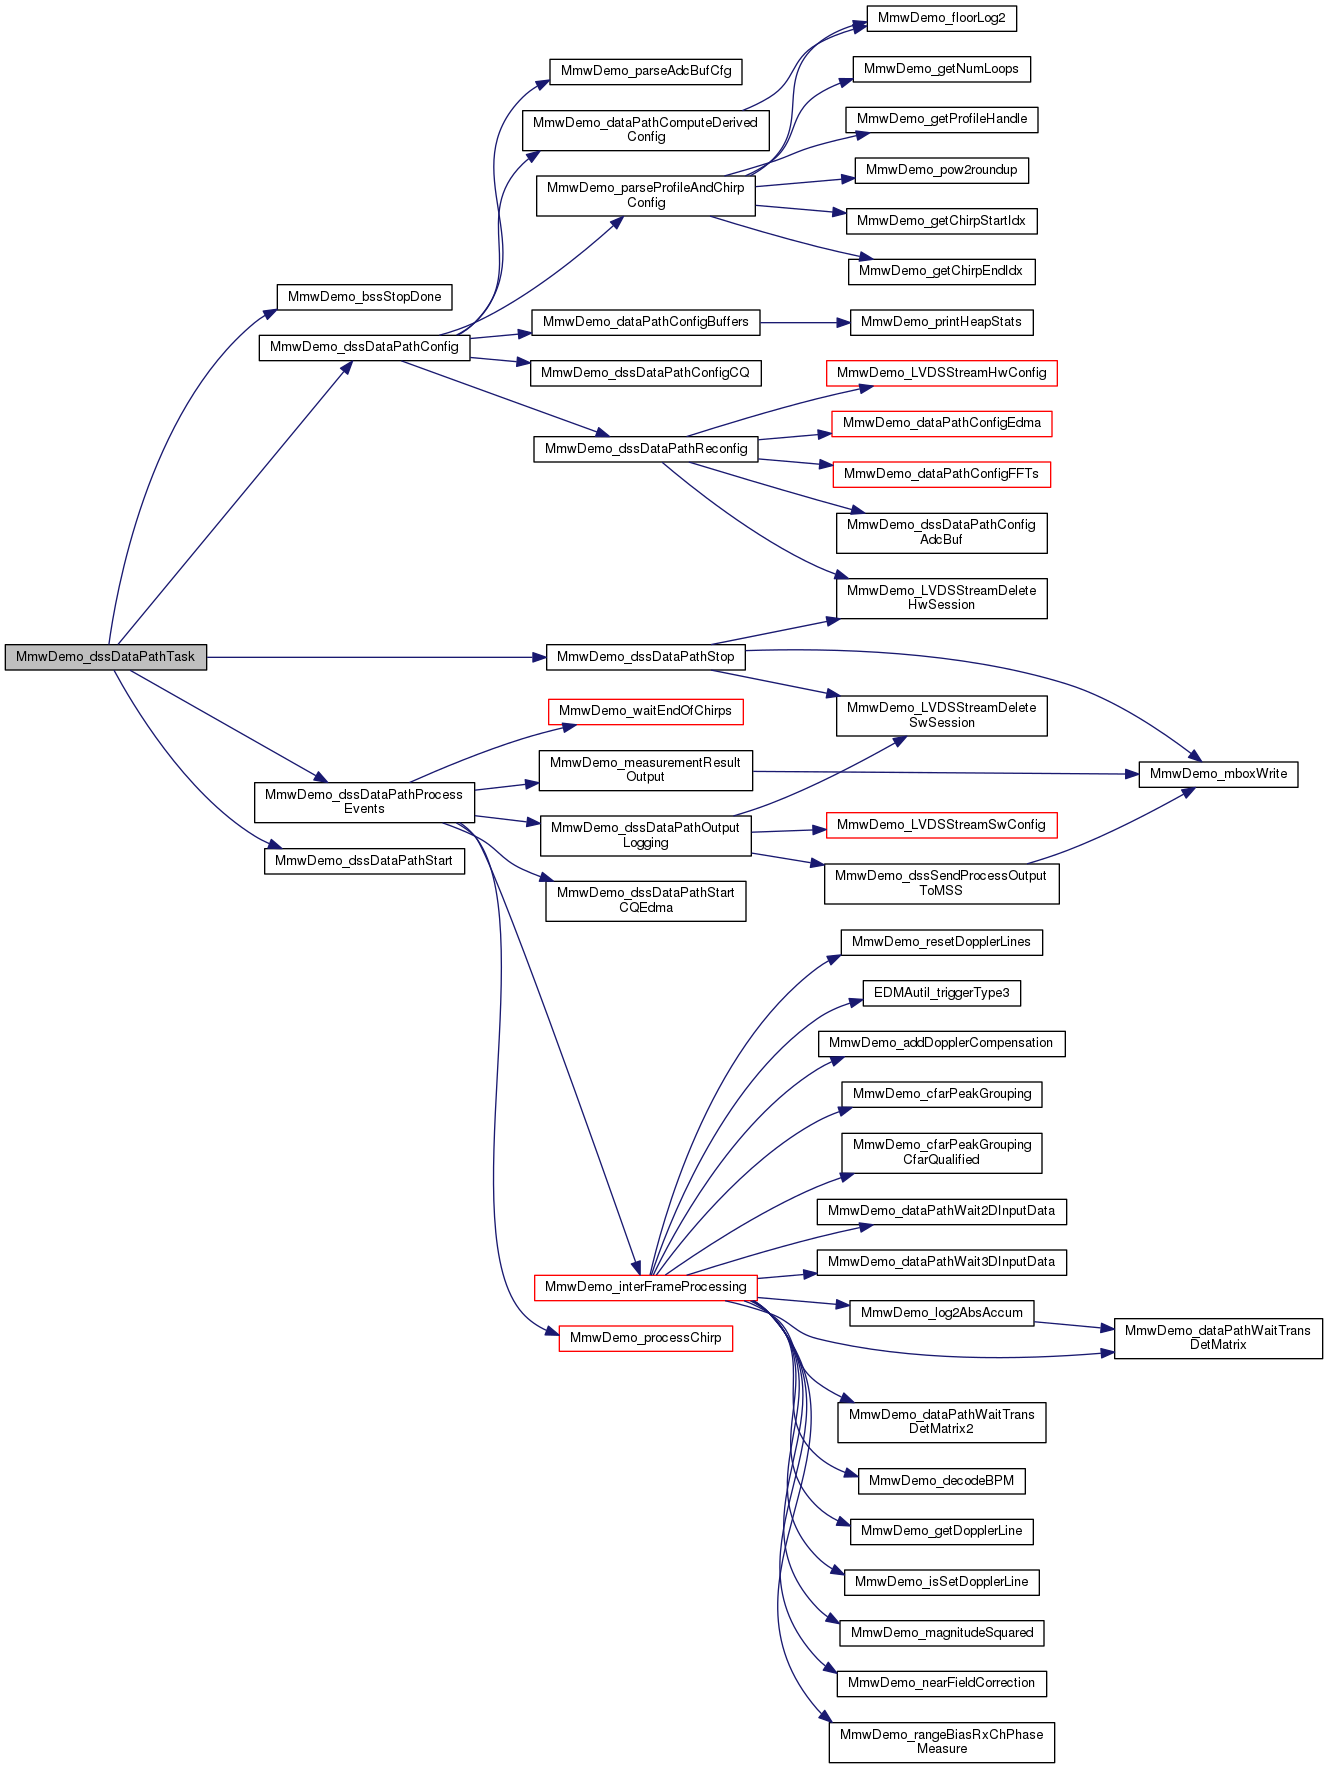 MmwDemo_floorLog2
MmwDemo_getNumLoops
MmwDemo_parseAdcBufCfg
MmwDemo_dataPathComputeDerived
Config
MmwDemo_getProfileHandle
MmwDemo_pow2roundup
MmwDemo_parseProfileAndChirp
Config
MmwDemo_getChirpStartIdx
MmwDemo_getChirpEndIdx
MmwDemo_bssStopDone
MmwDemo_dataPathConfigBuffers
MmwDemo_printHeapStats
MmwDemo_dssDataPathConfig
MmwDemo_dssDataPathConfigCQ
MmwDemo_LVDSStreamHwConfig
MmwDemo_dataPathConfigEdma
MmwDemo_dssDataPathReconfig
MmwDemo_dataPathConfigFFTs
MmwDemo_dssDataPathConfig
AdcBuf
MmwDemo_LVDSStreamDelete
HwSession
MmwDemo_dssDataPathTask
MmwDemo_dssDataPathStop
MmwDemo_waitEndOfChirps
MmwDemo_LVDSStreamDelete
SwSession
MmwDemo_measurementResult
Output
MmwDemo_mboxWrite
MmwDemo_dssDataPathProcess
Events
MmwDemo_dssDataPathOutput
Logging
MmwDemo_LVDSStreamSwConfig
MmwDemo_dssDataPathStart
MmwDemo_dssSendProcessOutput
ToMSS
MmwDemo_dssDataPathStart
CQEdma
MmwDemo_resetDopplerLines
EDMAutil_triggerType3
MmwDemo_addDopplerCompensation
MmwDemo_cfarPeakGrouping
MmwDemo_cfarPeakGrouping
CfarQualified
MmwDemo_dataPathWait2DInputData
MmwDemo_dataPathWait3DInputData
MmwDemo_interFrameProcessing
MmwDemo_log2AbsAccum
MmwDemo_processChirp
MmwDemo_dataPathWaitTrans
DetMatrix
MmwDemo_dataPathWaitTrans
DetMatrix2
MmwDemo_decodeBPM
MmwDemo_getDopplerLine
MmwDemo_isSetDopplerLine
MmwDemo_magnitudeSquared
MmwDemo_nearFieldCorrection
MmwDemo_rangeBiasRxChPhase
Measure